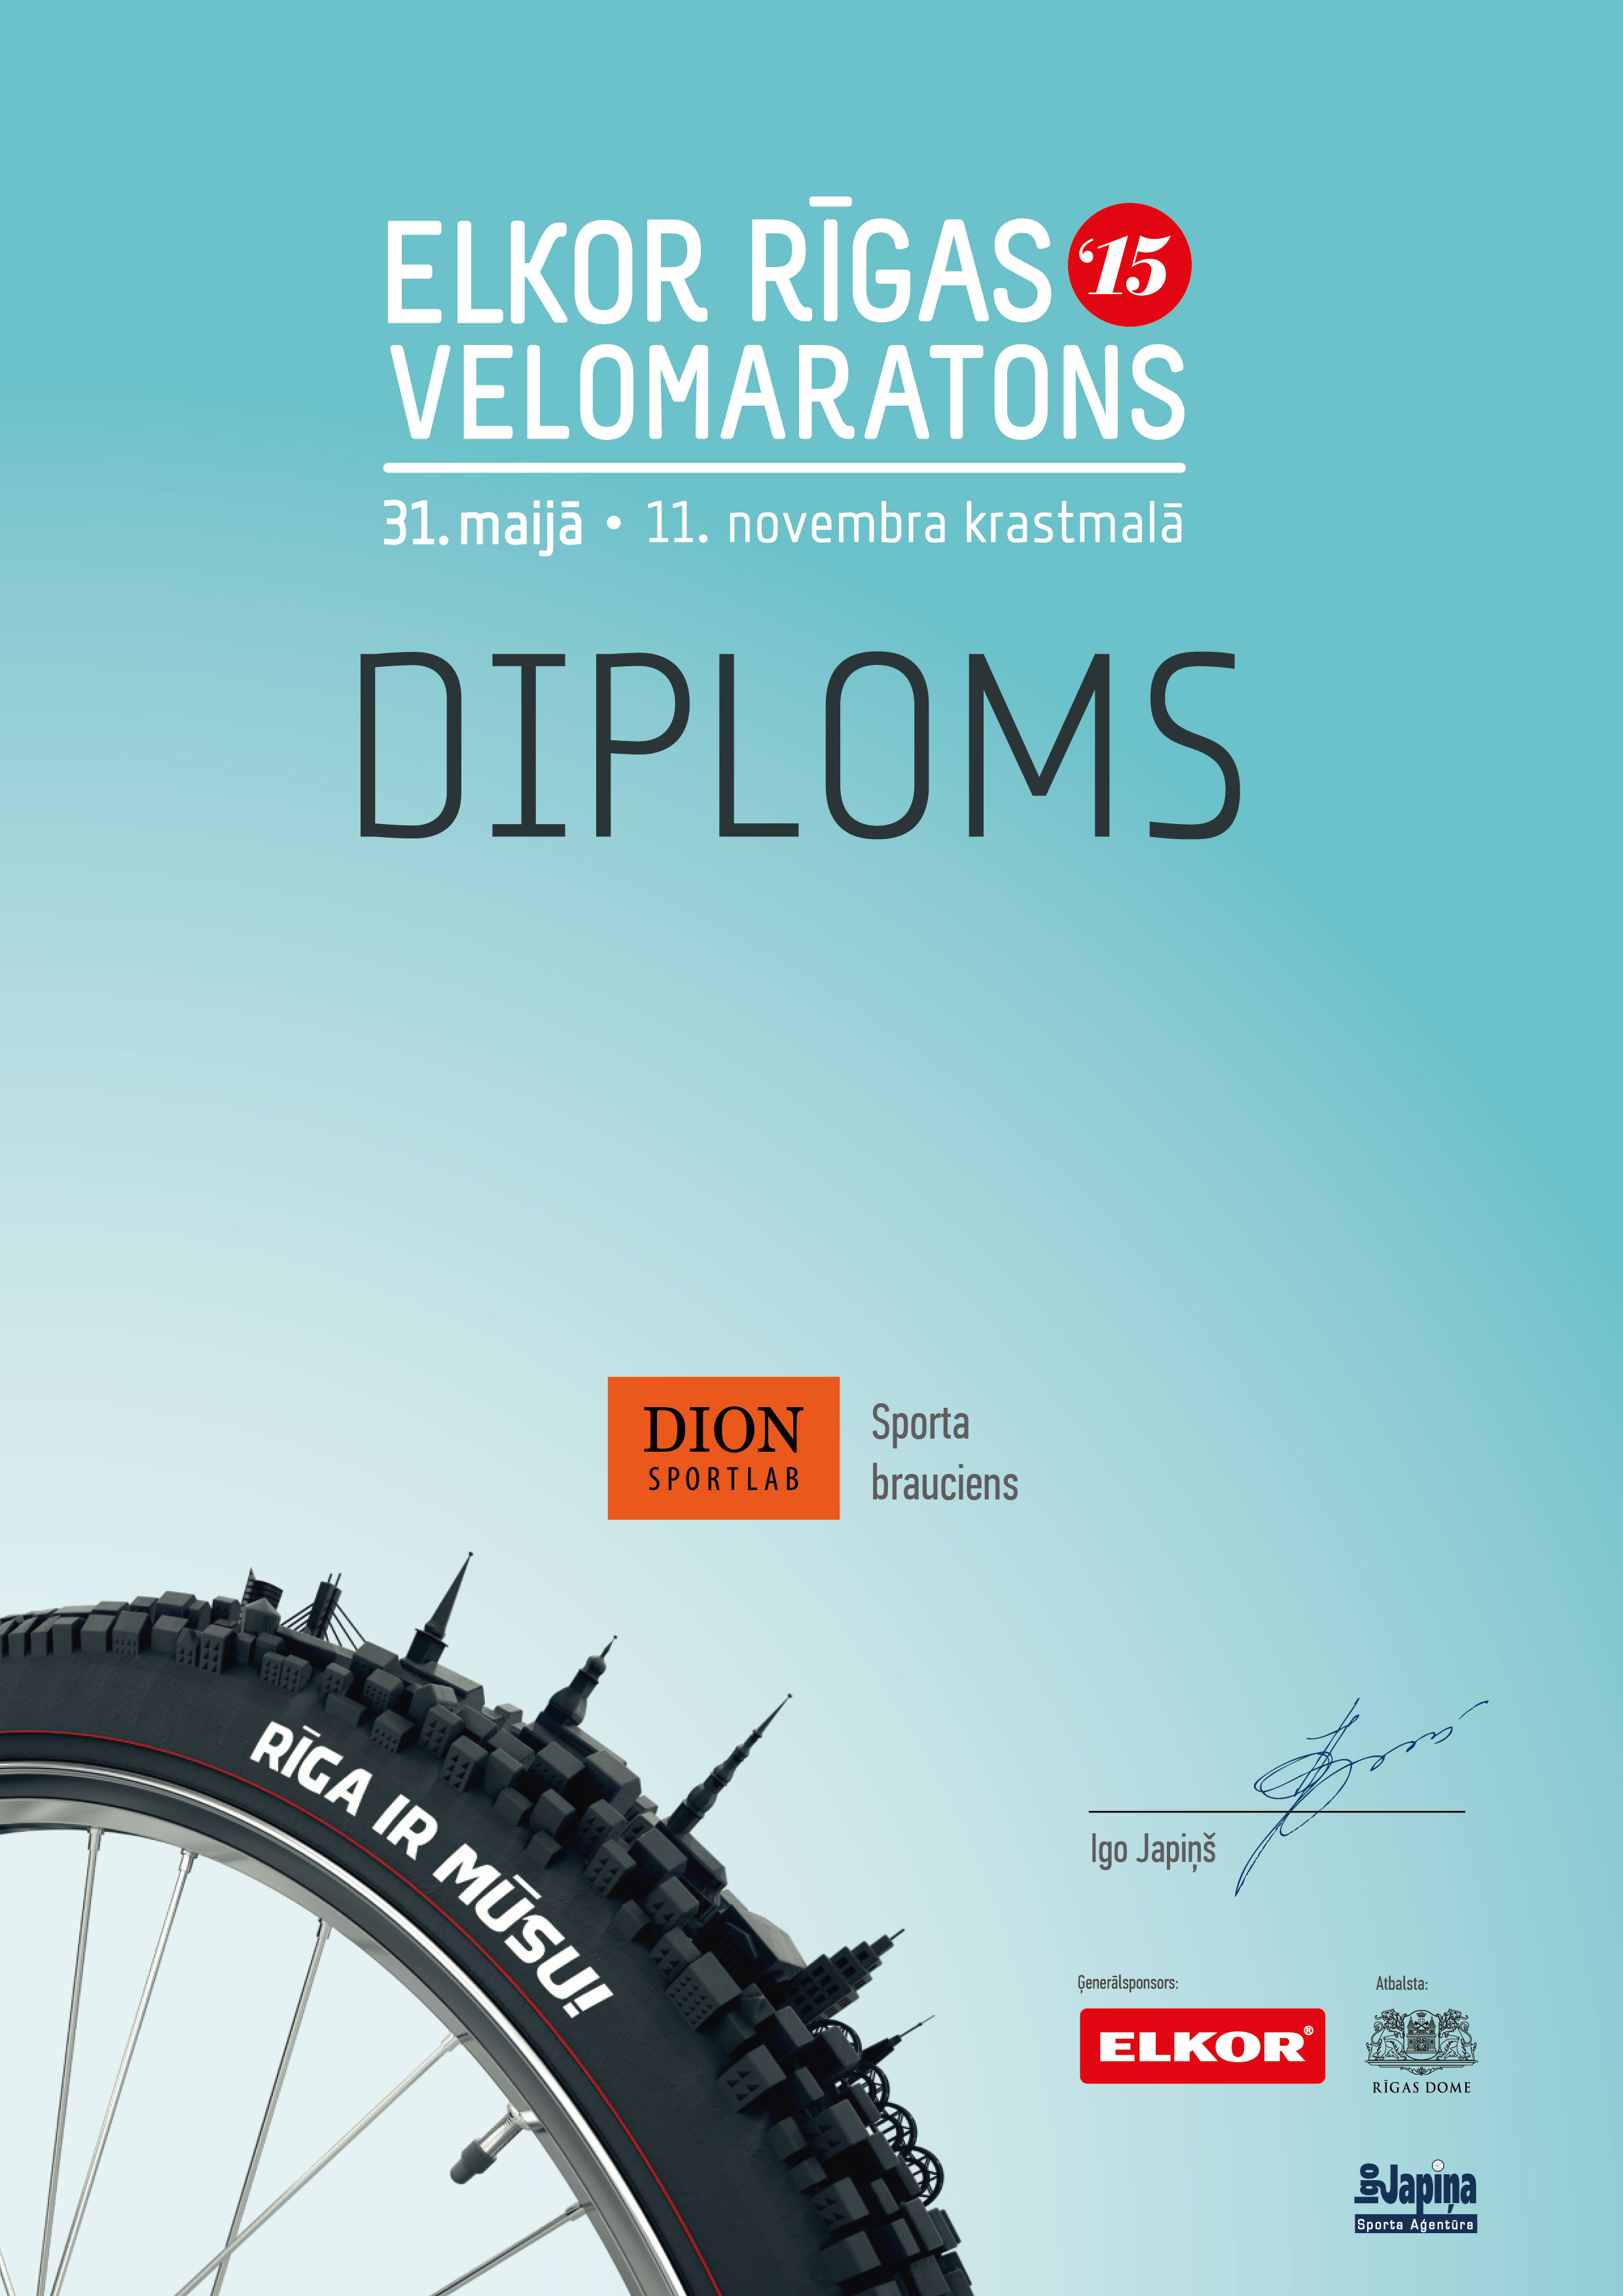 ELKOR RĪGAS '15
VELOMARATONS
31. maijā • 11. novembra krastmalā
DIPLOMS
DION
SPORTLAB
Sporta
brauciens
RĪGA IR MŪSU!
Igo Japiņš
Ģenerālsponsors:
Atbalsta:
ELKOR®
RĪGAS DOME
Igo Japiņa
Sporta Aģentūra